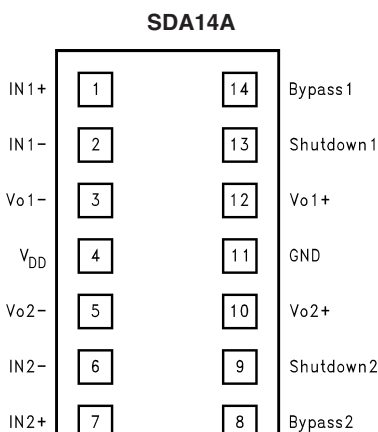 SDA14A
IN1+ 1 14 Bypass1
IN1- 2 13 Shutdown1
Vo1- 3 12 Vo1+
VDD 4 11 GND
Vo2- 5 10 Vo2+
IN2- 6 9 Shutdown2
IN2+ 7 8 Bypass2